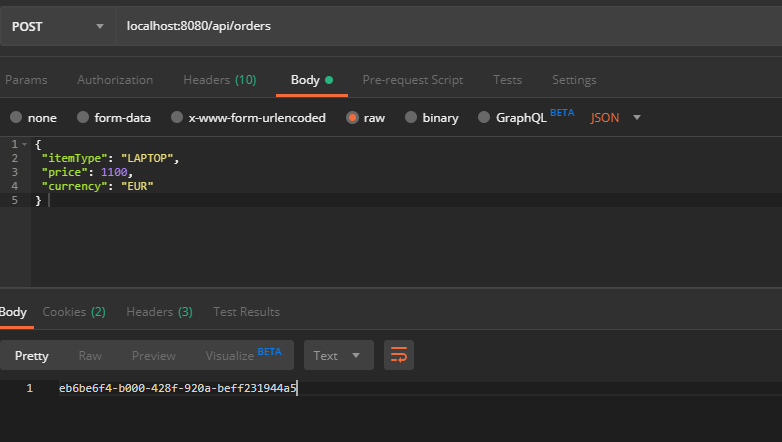 POST localhost:8080/api/orders
Params Authorization Headers (10) Body Pre-request Script Tests Settings
none form-data x-www-form-urlencoded raw binary GraphQL BETA JSON
1 {
2 "itemType": "LAPTOP",
3 "price": 1100,
4 "currency": "EUR"
5 }
Body Cookies (2) Headers (3) Test Results
Pretty Raw Preview Visualize BETA Text
1 eb6be6f4-b000-428f-920a-beff231944a5